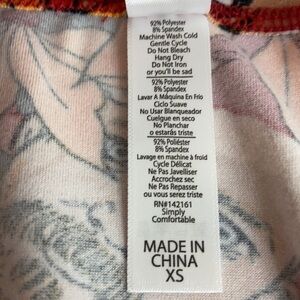 92% Polyester
8% Spandex
Machine Wash Cold
Gentle Cycle
Do Not Bleach
Hang Dry
Do Not Iron
or you'll be sad
92% Polyester
8% Spandex
Lavar A Máquina En Frío
Ciclo Suave
No Usar Blanqueador
Cuelgue En Seco
No Planchar
o estarás triste
92% Poliéster
8% Spandex
Lavage en machine à froid
Cycle Délicat
Ne Pas Javelliser
Accrochez sec
Ne Pas Repasser
ou vous serez triste
RN#142161
Simply
Comfortable
MADE IN
CHINA
XS